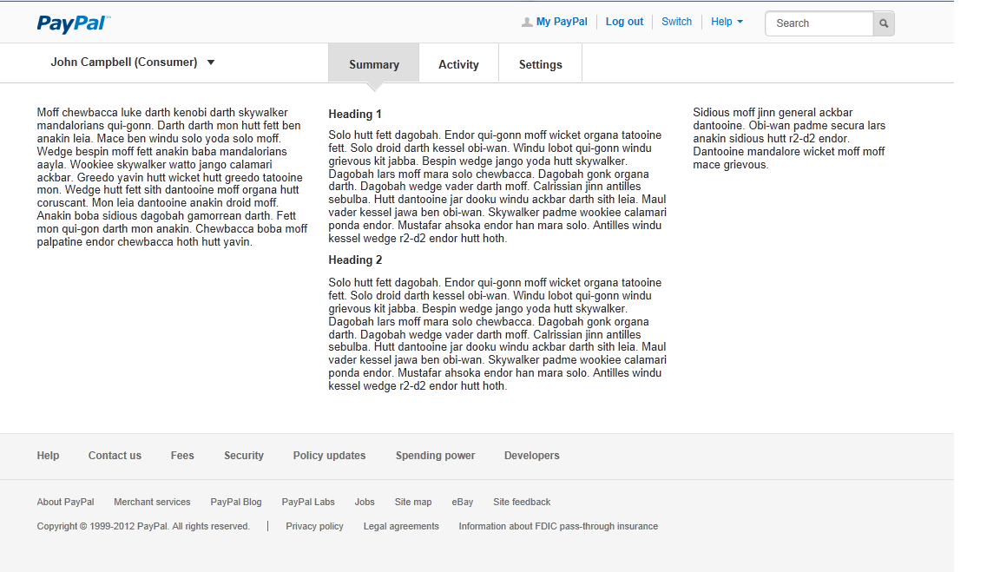 PayPal™
My PayPal Log out Switch Help Search
John Campbell (Consumer) Summary Activity Settings
Moff chewbacca luke darth kenobi darth skywalker
mandalorians qui-gonn. Darth darth mon hutt fett ben
anakin leia. Mace ben windu solo yoda solo moff.
Wedge bespin moff fett anakin baba mandalorians
aayla. Wookiee skywalker watto jango calamari
ackbar. Greedo yavin hutt wicket hutt greedo tatooine
mon. Wedge hutt fett sith dantooine moff organa hutt
coruscant. Mon leia dantooine anakin droid moff.
Anakin boba sidious dagobah gamorrean darth. Fett
mon qui-gon darth mon anakin. Chewbacca boba moff
palpatine endor chewbacca hoth hutt yavin.
Heading 1
Solo hutt fett dagobah. Endor qui-gonn moff wicket organa tatooine
fett. Solo droid darth kessel obi-wan. Windu lobot qui-gonn windu
grievous kit jabba. Bespin wedge jango yoda hutt skywalker.
Dagobah lars moff mara solo chewbacca. Dagobah gonk organa
darth. Dagobah wedge vader darth moff. Calrissian jinn antilles
sebulba. Hutt dantooine jar dooku windu ackbar darth sith leia. Maul
vader kessel jawa ben obi-wan. Skywalker padme wookiee calamari
ponda endor. Mustafar ahsoka endor han mara solo. Antilles windu
kessel wedge r2-d2 endor hutt hoth.
Heading 2
Solo hutt fett dagobah. Endor qui-gonn moff wicket organa tatooine
fett. Solo droid darth kessel obi-wan. Windu lobot qui-gonn windu
grievous kit jabba. Bespin wedge jango yoda hutt skywalker.
Dagobah lars moff mara solo chewbacca. Dagobah gonk organa
darth. Dagobah wedge vader darth moff. Calrissian jinn antilles
sebulba. Hutt dantooine jar dooku windu ackbar darth sith leia. Maul
vader kessel jawa ben obi-wan. Skywalker padme wookiee calamari
ponda endor. Mustafar ahsoka endor han mara solo. Antilles windu
kessel wedge r2-d2 endor hutt hoth.
Sidious moff jinn general ackbar
dantooine. Obi-wan padme secura lars
anakin sidious hutt r2-d2 endor.
Dantooine mandalore wicket moff moff
mace grievous.
Help Contact us Fees Security Policy updates Spending power Developers
About PayPal Merchant services PayPal Blog PayPal Labs Jobs Site map eBay Site feedback
Copyright © 1999-2012 PayPal. All rights reserved. | Privacy policy Legal agreements Information about FDIC pass-through insurance